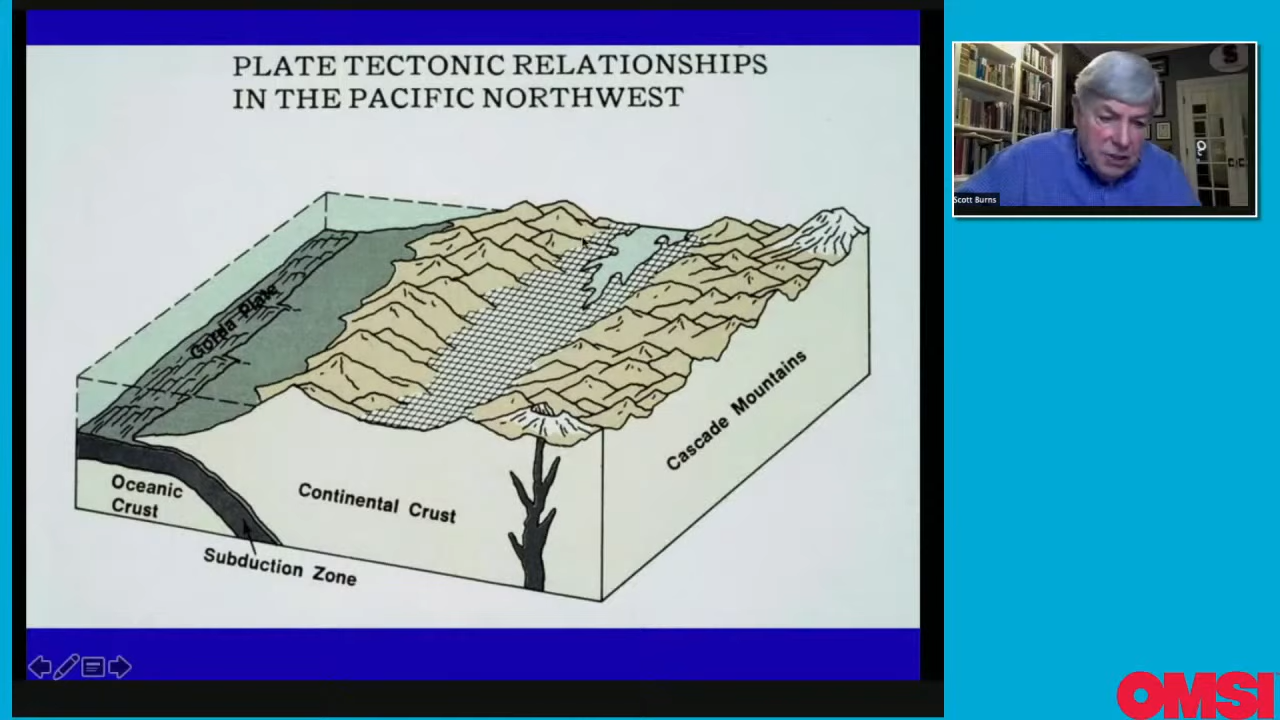 PLATE TECTONIC RELATIONSHIPS
IN THE PACIFIC NORTHWEST
Gorda Plate
Oceanic
Crust
Continental Crust
Subduction Zone
Cascade Mountains
Scott Burns
OMSI